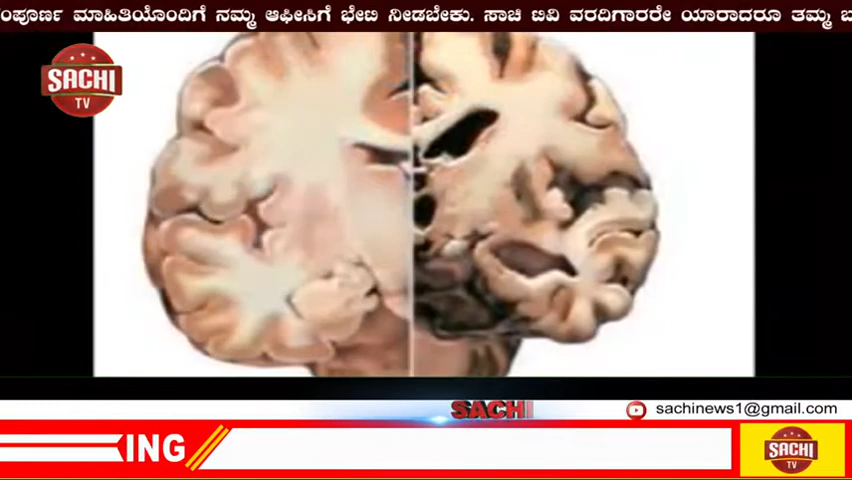 ಸಂಪೂರ್ಣ ಮಾಹಿತಿಯೊಂದಿಗೆ ನಮ್ಮ ಆಫೀಸಿಗೆ ಭೇಟಿ ನೀಡಬೇಕು. ಸಾಚಿ ಟಿವಿ ವರದಿಗಾರರೇ ಯಾರಾದರೂ ತಮ್ಮ
SACHI
TV
SACHI
sachinews1@gmail.com
ING
SACHI
TV